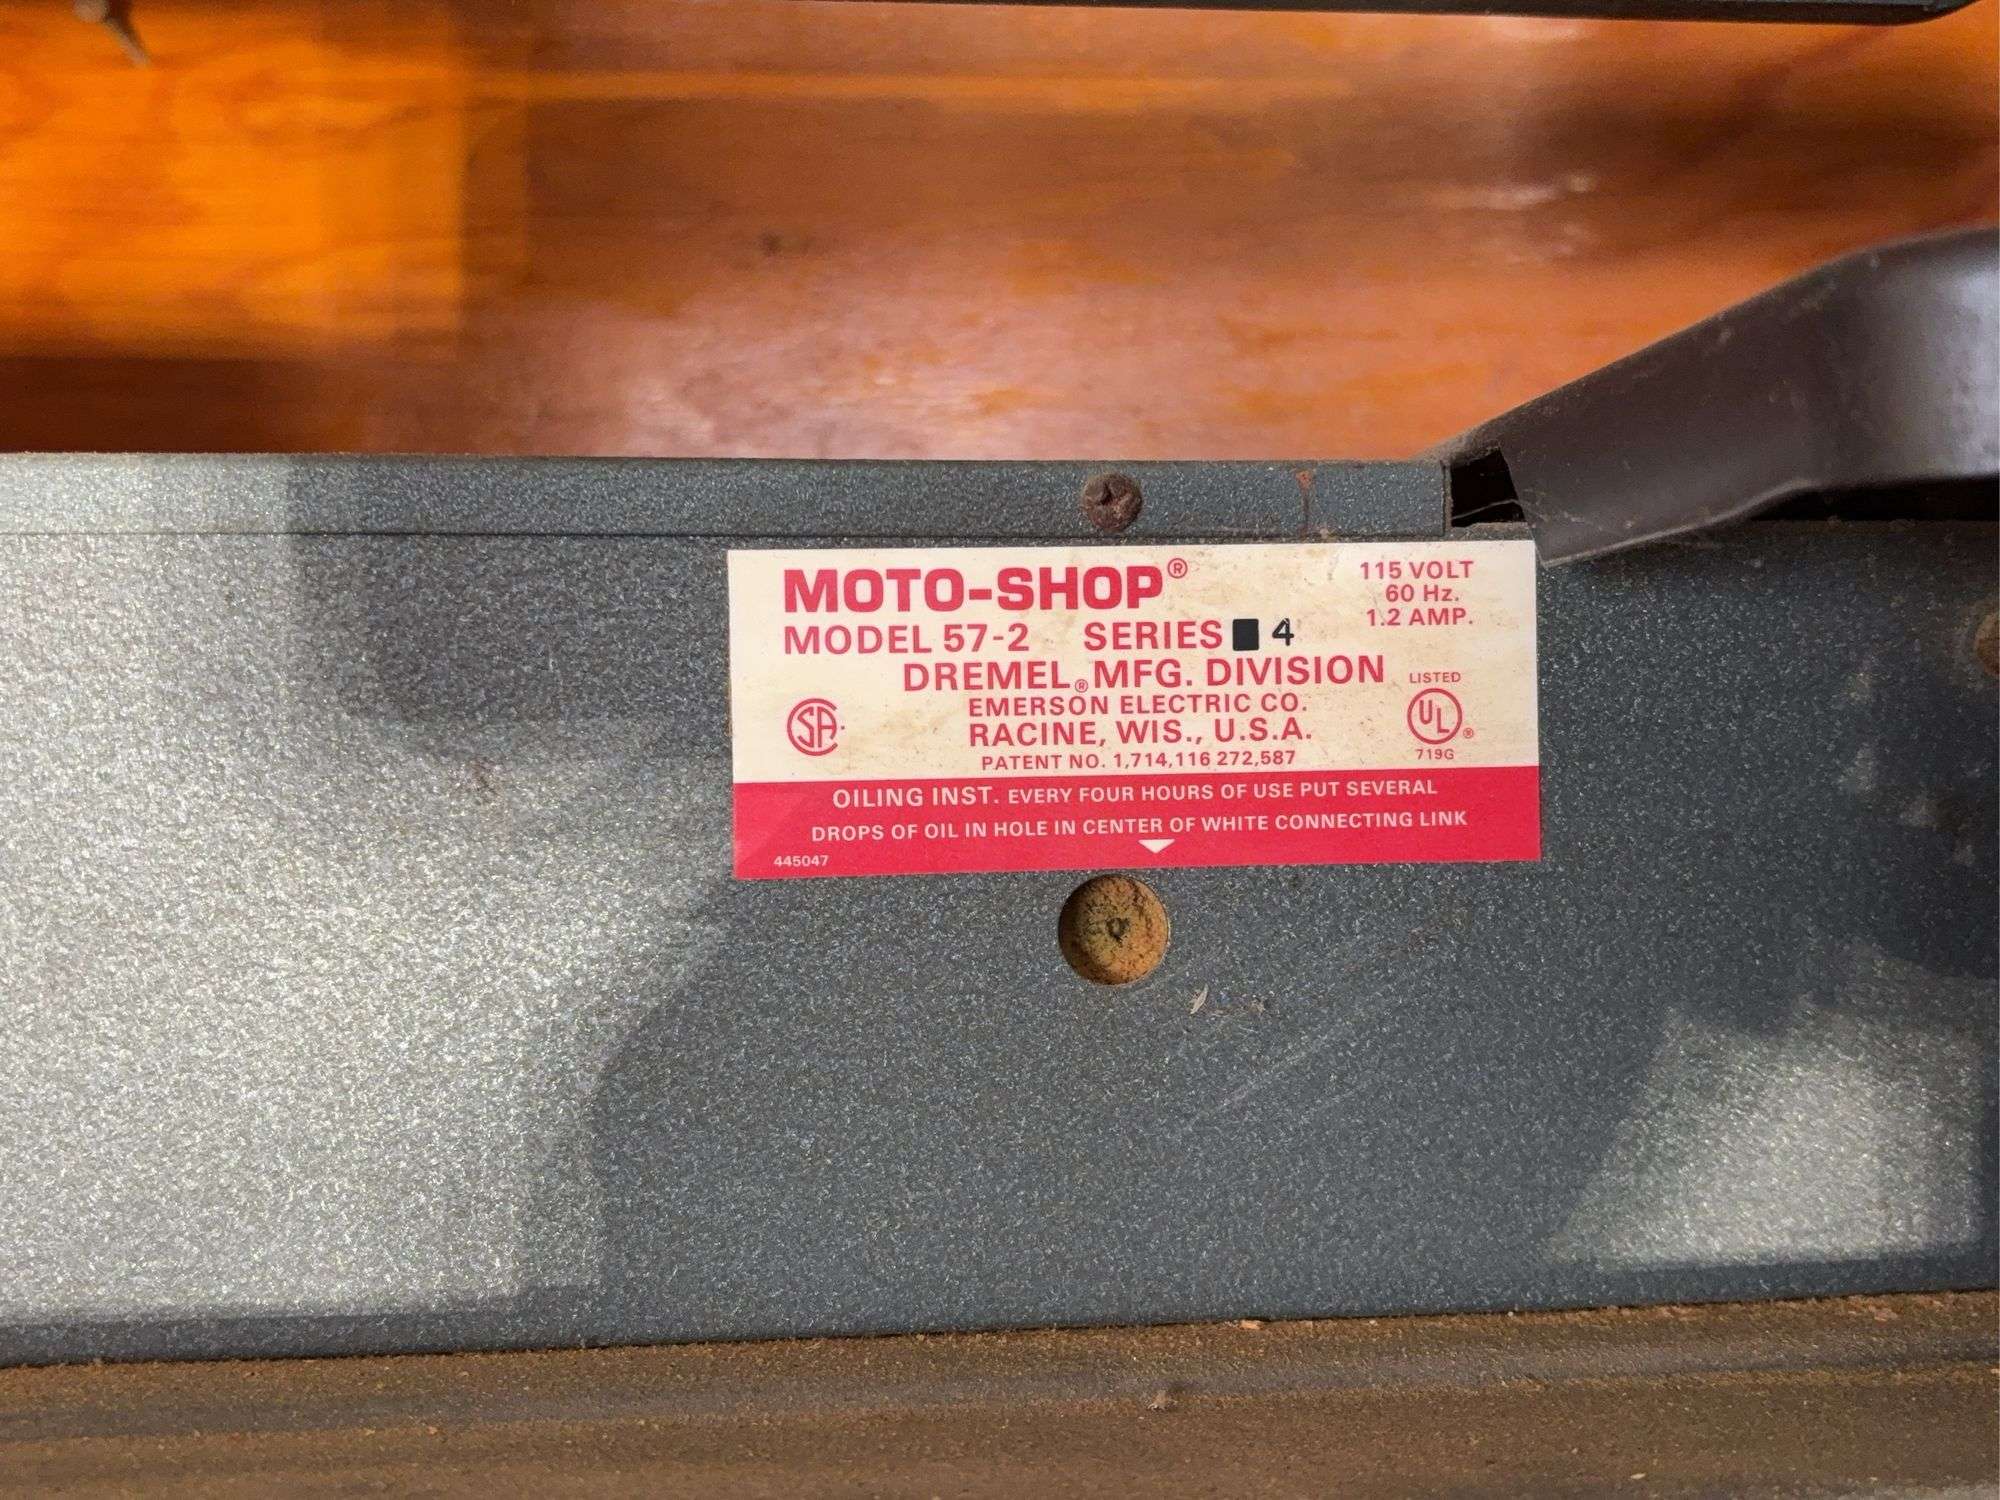 MOTO-SHOP®
115 VOLT
60 Hz.
1.2 AMP.
MODEL 57-2 SERIES ■ 4
DREMEL® MFG. DIVISION
EMERSON ELECTRIC CO.
RACINE, WIS., U.S.A.
PATENT NO. 1,714,116 272,587
SA
LISTED
UL®
719G
OILING INST. EVERY FOUR HOURS OF USE PUT SEVERAL
DROPS OF OIL IN HOLE IN CENTER OF WHITE CONNECTING LINK
445047